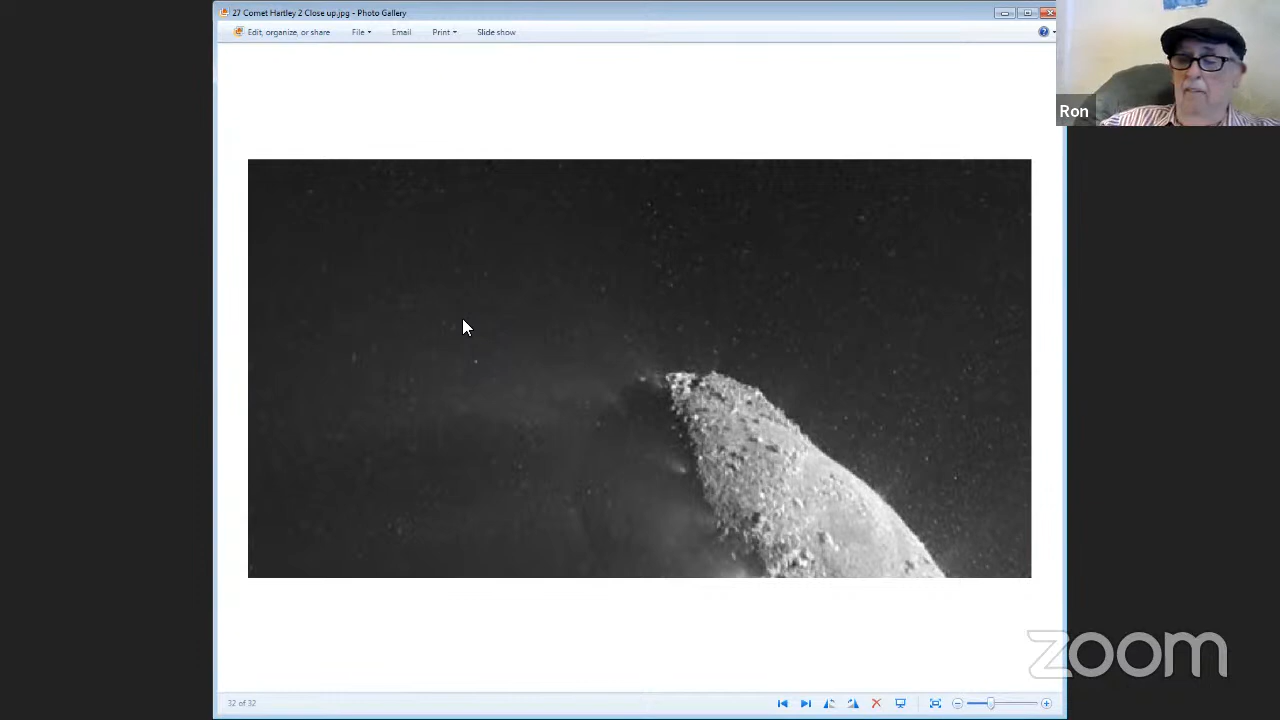 27 Comet Hartley 2 Close up.jpg - Photo Gallery
Edit, organize, or share File Email Print Slide show
Ron
zoom
32 of 32